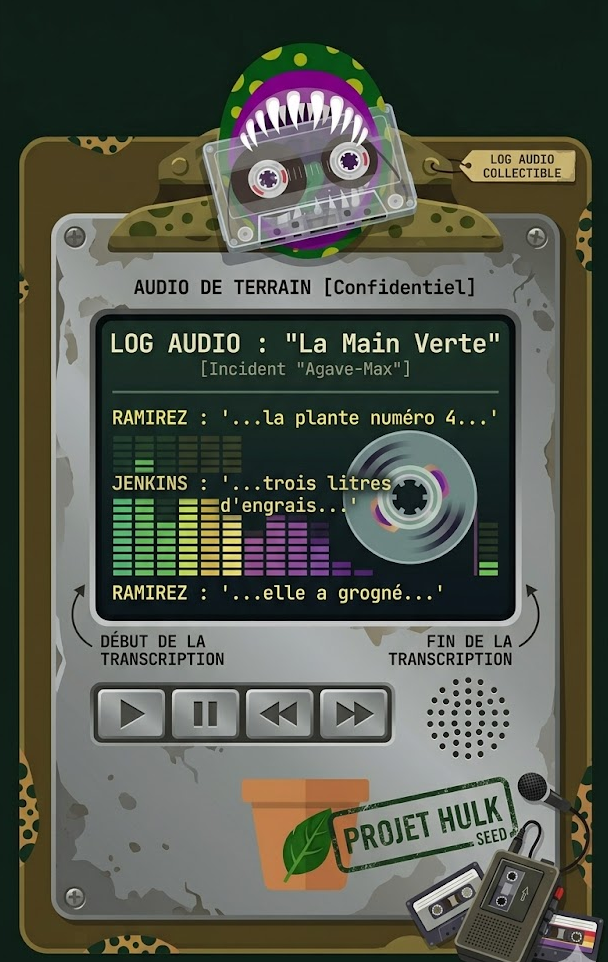 LOG AUDIO
COLLECTIBLE
AUDIO DE TERRAIN [Confidentiel]
LOG AUDIO : "La Main Verte"
[Incident "Agave-Max"]
RAMIREZ : '...la plante numéro 4...'
JENKINS : '...trois litres
d'engrais...'
RAMIREZ : '...elle a grogné...'
DÉBUT DE LA
TRANSCRIPTION
FIN DE LA
TRANSCRIPTION
PROJET HULK
SEED